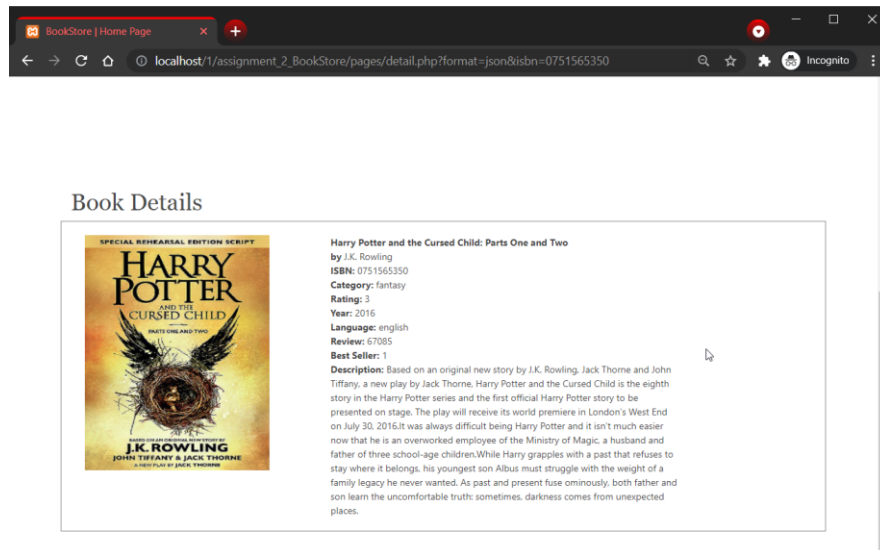 BookStore | Home Page
localhost/1/assignment_2_BookStore/pages/detail.php?format=json&isbn=0751565350
Incognito
Book Details
SPECIAL REHEARSAL EDITION SCRIPT
HARRY
POTTER
AND THE
CURSED CHILD
PARTS ONE AND TWO
BASED ON AN ORIGINAL NEW STORY BY
J.K. ROWLING
JOHN TIFFANY & JACK THORNE
A NEW PLAY BY JACK THORNE
Harry Potter and the Cursed Child: Parts One and Two
by J.K. Rowling
ISBN: 0751565350
Category: fantasy
Rating: 3
Year: 2016
Language: english
Review: 67085
Best Seller: 1
Description: Based on an original new story by J.K. Rowling, Jack Thorne and John
Tiffany, a new play by Jack Thorne, Harry Potter and the Cursed Child is the eighth
story in the Harry Potter series and the first official Harry Potter story to be
presented on stage. The play will receive its world premiere in London's West End
on July 30, 2016.It was always difficult being Harry Potter and it isn't much easier
now that he is an overworked employee of the Ministry of Magic, a husband and
father of three school-age children.While Harry grapples with a past that refuses to
stay where it belongs, his youngest son Albus must struggle with the weight of a
family legacy he never wanted. As past and present fuse ominously, both father and
son learn the uncomfortable truth: sometimes, darkness comes from unexpected
places.